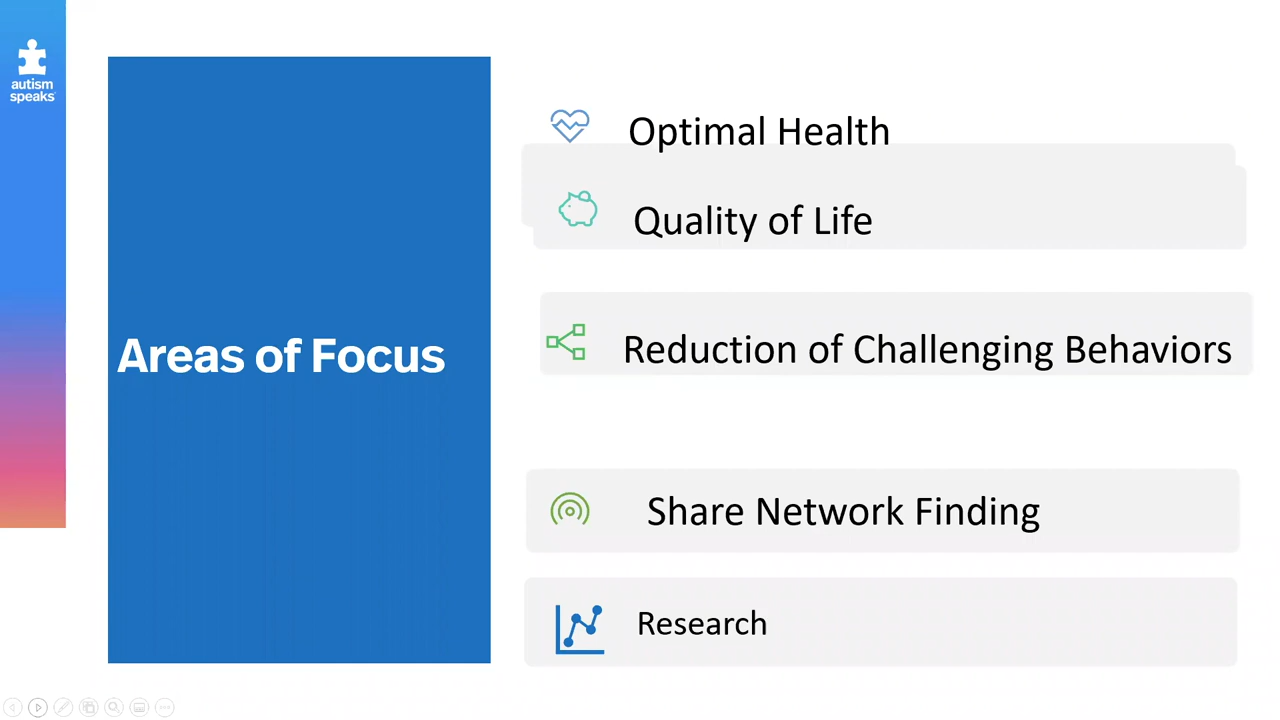 autism
speaks
Areas of Focus
Optimal Health
Quality of Life
Reduction of Challenging Behaviors
Share Network Finding
Research